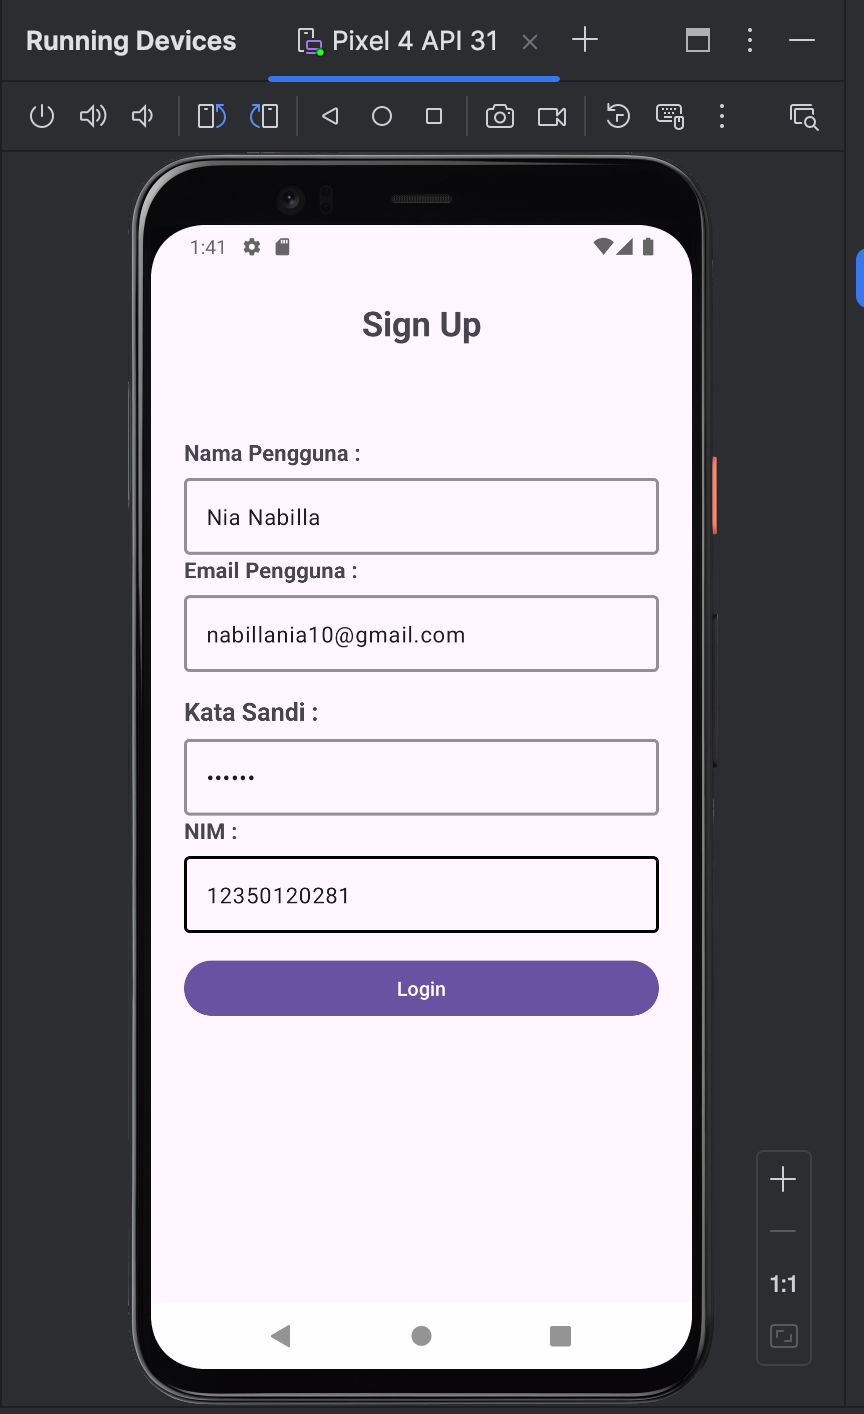 Running Devices
Pixel 4 API 31
1:41
Sign Up
Nama Pengguna :
Nia Nabilla
Email Pengguna :
nabillania10@gmail.com
Kata Sandi :
••••••
NIM :
12350120281
Login
1:1